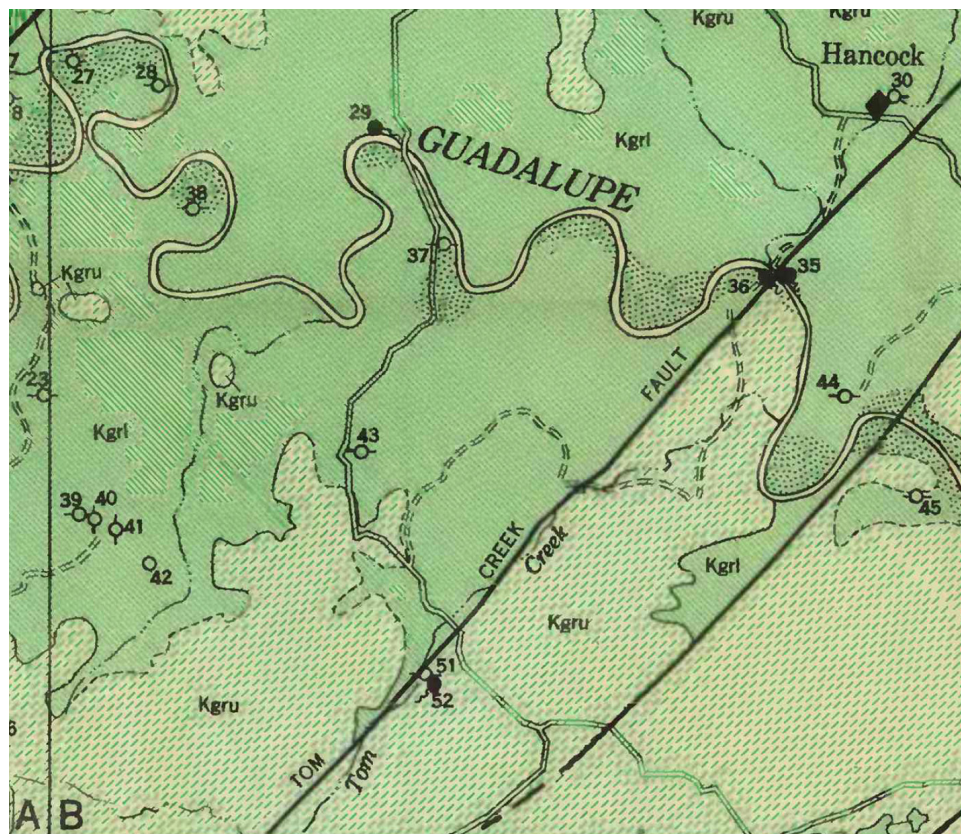 Kgru
Kgru
Hancock
27
28
30
8
29
GUADALUPE
Kgrl
38
37
35
36
Kgru
FAULT
23
Kgru
44
Kgrl
43
39
40
45
41
CREEK
Creek
42
Kgrl
Kgru
51
Kgru
52
6
TOM
Tom
A
B